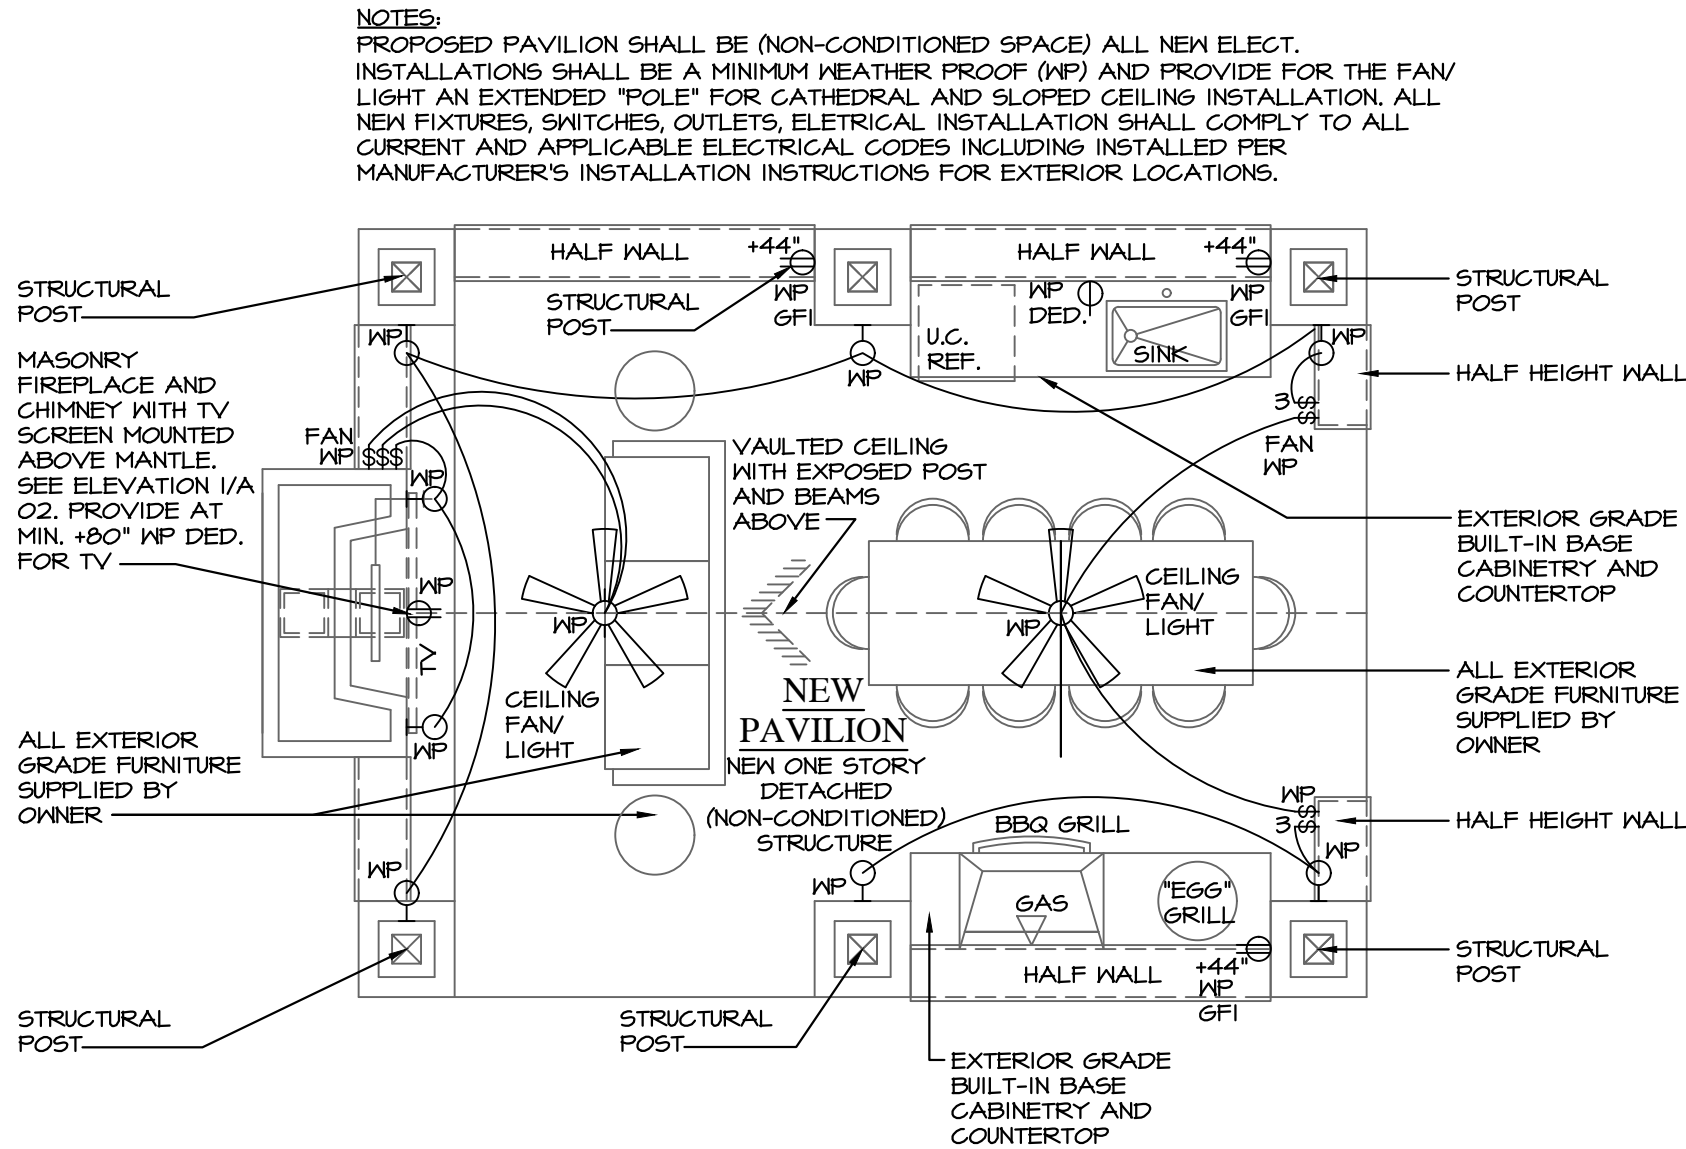 NOTES:
PROPOSED PAVILION SHALL BE (NON-CONDITIONED SPACE) ALL NEW ELECT.
INSTALLATIONS SHALL BE A MINIMUM WEATHER PROOF (WP) AND PROVIDE FOR THE FAN/
LIGHT AN EXTENDED "POLE" FOR CATHEDRAL AND SLOPED CEILING INSTALLATION. ALL
NEW FIXTURES, SWITCHES, OUTLETS, ELETRICAL INSTALLATION SHALL COMPLY TO ALL
CURRENT AND APPLICABLE ELECTRICAL CODES INCLUDING INSTALLED PER
MANUFACTURER'S INSTALLATION INSTRUCTIONS FOR EXTERIOR LOCATIONS.
STRUCTURAL
POST
MASONRY
FIREPLACE AND
CHIMNEY WITH TV
SCREEN MOUNTED
ABOVE MANTLE.
SEE ELEVATION 1/A
02. PROVIDE AT
MIN. +80" WP DED.
FOR TV
ALL EXTERIOR
GRADE FURNITURE
SUPPLIED BY
OWNER
STRUCTURAL
POST
HALF WALL
+44"
WP
GFI
STRUCTURAL
POST
HALF WALL
+44"
WP
GFI
WP
DED.
U.C.
REF.
SINK
WP
WP
WP
3 $
$
FAN
WP
FAN
WP $$$
WP
WP
TV
WP
WP
WP
CEILING
FAN/
LIGHT
VAULTED CEILING
WITH EXPOSED POST
AND BEAMS
ABOVE
WP
CEILING
FAN/
LIGHT
NEW
PAVILION
NEW ONE STORY
DETACHED
(NON-CONDITIONED)
STRUCTURE
WP
$
3 $
WP
WP
BBQ GRILL
GAS
"EGG"
GRILL
HALF WALL
+44"
WP
GFI
STRUCTURAL
POST
EXTERIOR GRADE
BUILT-IN BASE
CABINETRY AND
COUNTERTOP
STRUCTURAL
POST
HALF HEIGHT WALL
EXTERIOR GRADE
BUILT-IN BASE
CABINETRY AND
COUNTERTOP
ALL EXTERIOR
GRADE FURNITURE
SUPPLIED BY
OWNER
HALF HEIGHT WALL
STRUCTURAL
POST